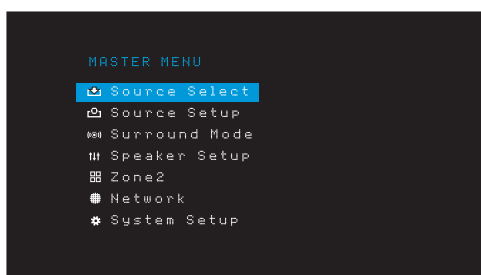 MASTER MENU
Source Select
Source Setup
Surround Mode
Speaker Setup
Zone2
Network
System Setup